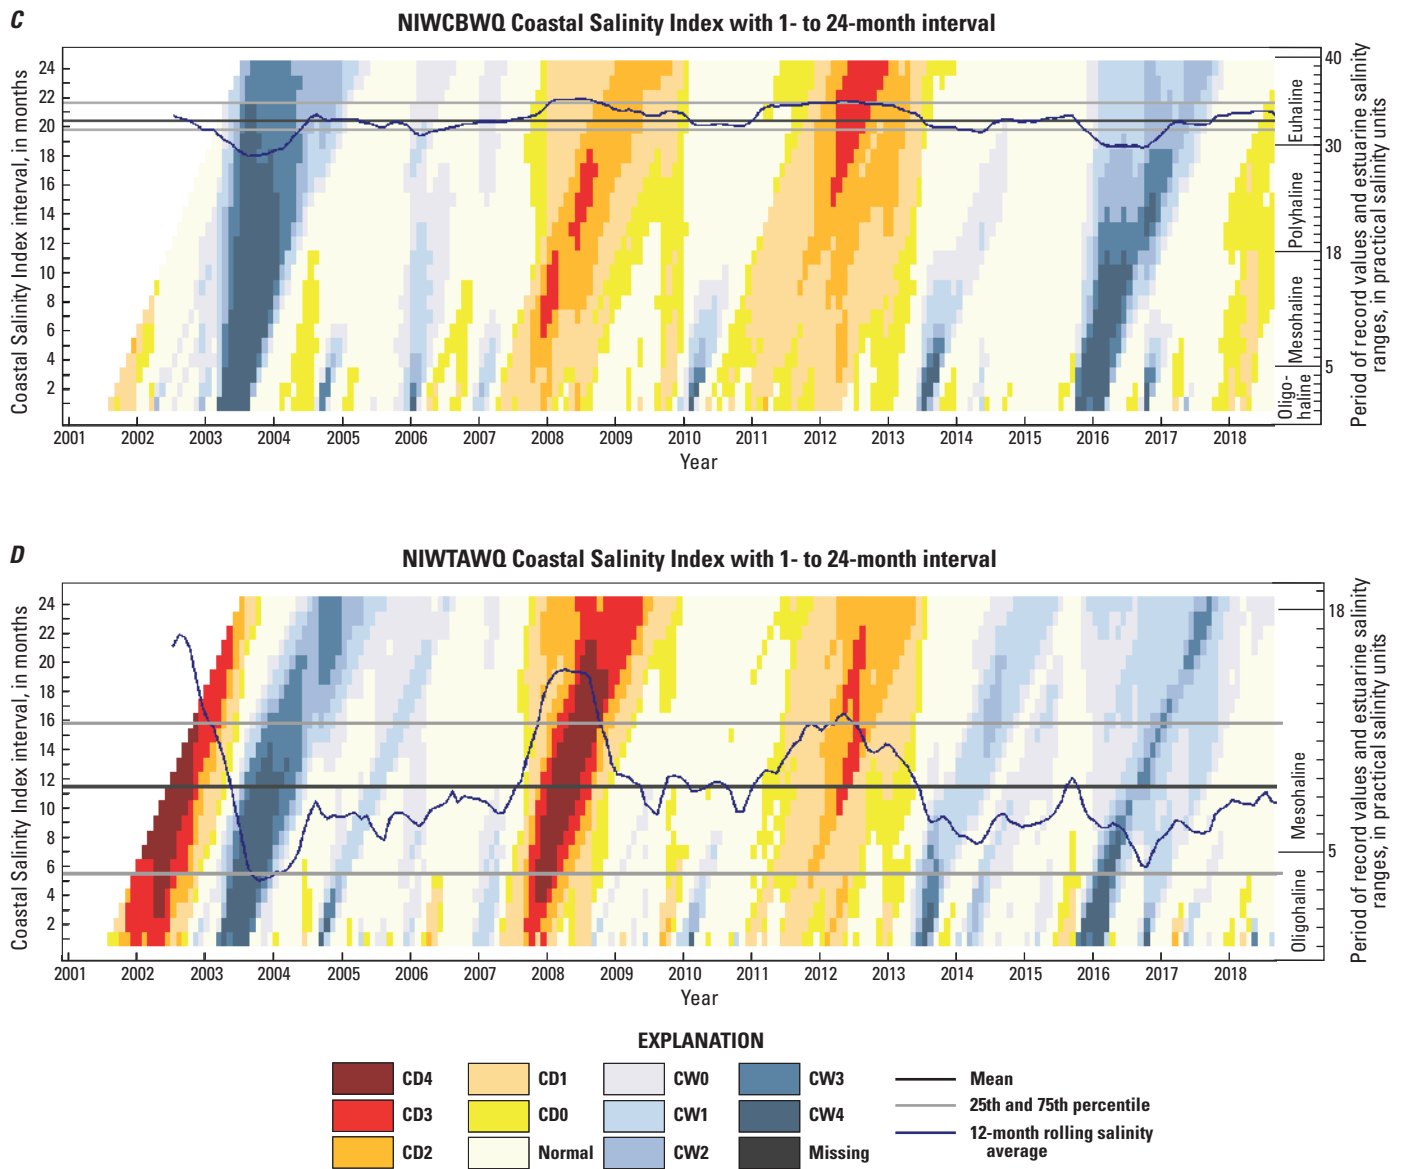 C
NIWCBWQ Coastal Salinity Index with 1- to 24-month interval
Coastal Salinity Index interval, in months
24
22
20
18
16
14
12
10
8
6
4
2
2001 2002 2003 2004 2005 2006 2007 2008 2009 2010 2011 2012 2013 2014 2015 2016 2017 2018
Year
40
30
18
5
Euhaline
Polyhaline
Mesohaline
Oligo-
haline
Period of record values and estuarine salinity
ranges, in practical salinity units
D
NIWTAWQ Coastal Salinity Index with 1- to 24-month interval
Coastal Salinity Index interval, in months
24
22
20
18
16
14
12
10
8
6
4
2
2001 2002 2003 2004 2005 2006 2007 2008 2009 2010 2011 2012 2013 2014 2015 2016 2017 2018
Year
18
5
Mesohaline
Oligohaline
Period of record values and estuarine salinity
ranges, in practical salinity units
EXPLANATION
CD4 CD1 CW0 CW3 Mean
CD3 CD0 CW1 CW4 25th and 75th percentile
CD2 Normal CW2 Missing 12-month rolling salinity
average